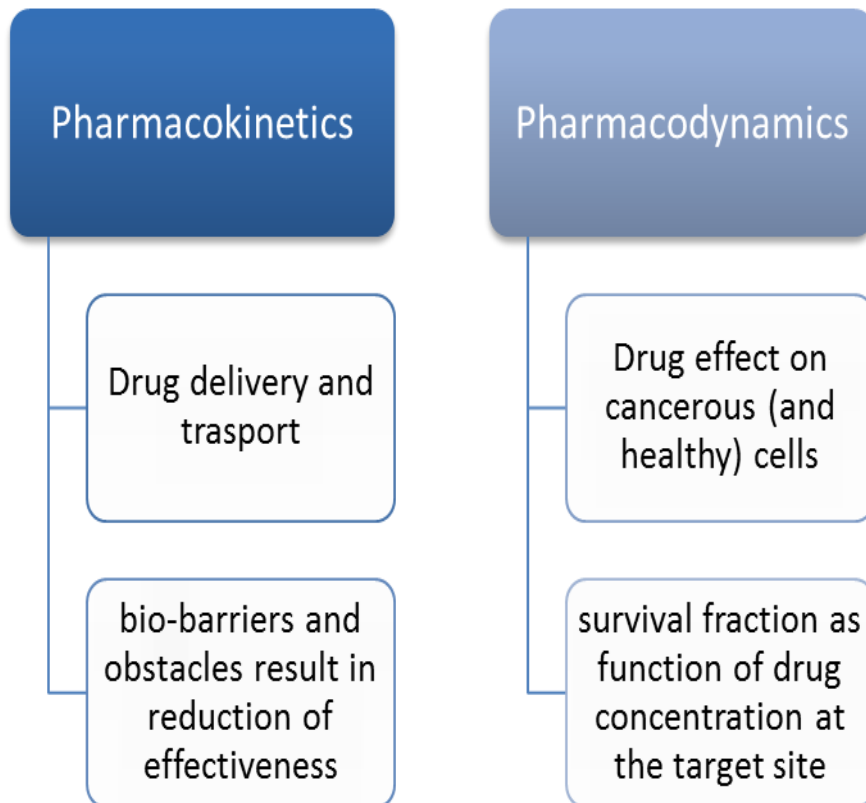 Pharmacokinetics
Drug delivery and
trasport
bio-barriers and
obstacles result in
reduction of
effectiveness
Pharmacodynamics
Drug effect on
cancerous (and
healthy) cells
survival fraction as
function of drug
concentration at
the target site